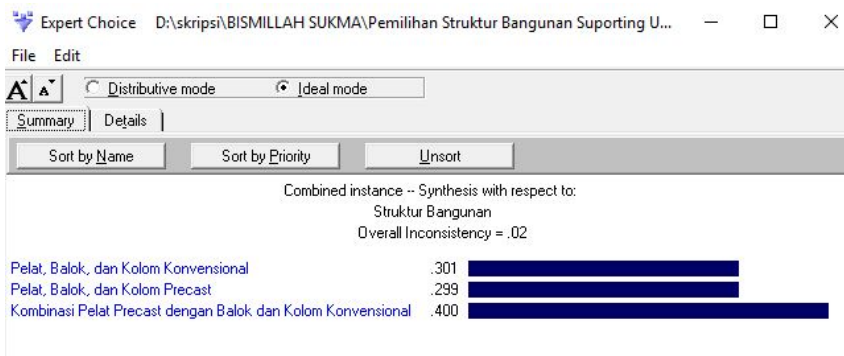 Expert Choice D:\skripsi\BISMILLAH SUKMA\Pemilihan Struktur Bangunan Suporting U...
File Edit
A A Distributive mode Ideal mode
Summary Details
Sort by Name Sort by Priority Unsort
Combined instance -- Synthesis with respect to:
Struktur Bangunan
Overall Inconsistency = .02
Pelat, Balok, dan Kolom Konvensional .301
Pelat, Balok, dan Kolom Precast .299
Kombinasi Pelat Precast dengan Balok dan Kolom Konvensional .400